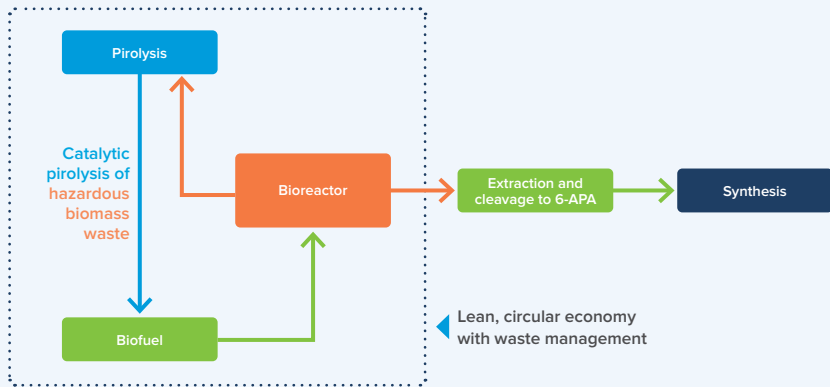 Pirolysis
Catalytic
pirolysis of
hazardous
biomass
waste
Bioreactor
Extraction and
cleavage to 6-APA
Synthesis
Biofuel
Lean, circular economy
with waste management